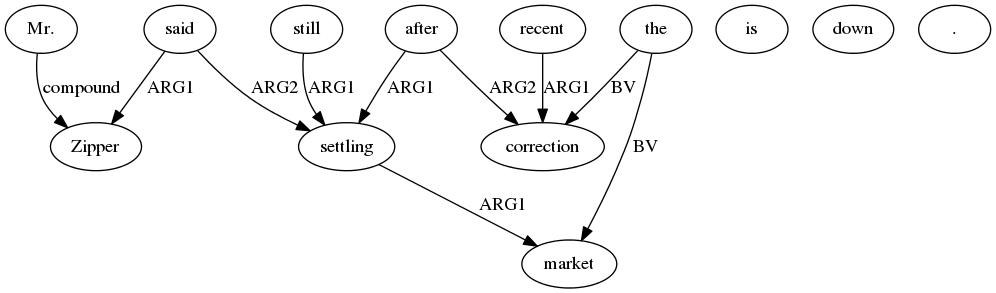 Mr. said still after recent the is down .
compound ARG1 ARG2 ARG1 ARG1 ARG2 ARG1 BV
Zipper settling correction BV
ARG1
market